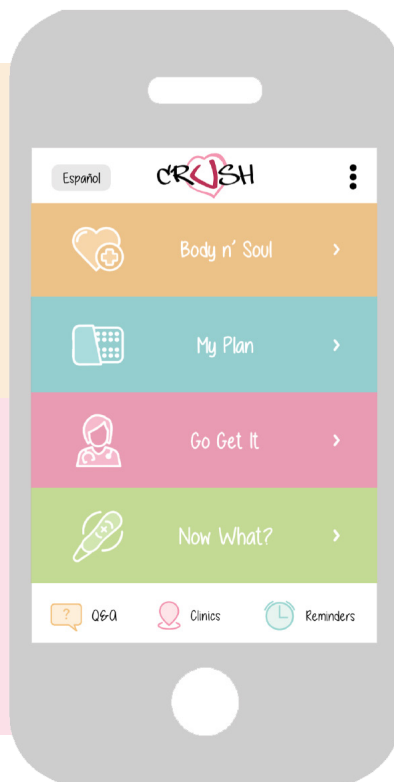 Español
CRUSH
Body n' Soul
My Plan
Go Get It
Now What?
? Q&A
Clinics
Reminders